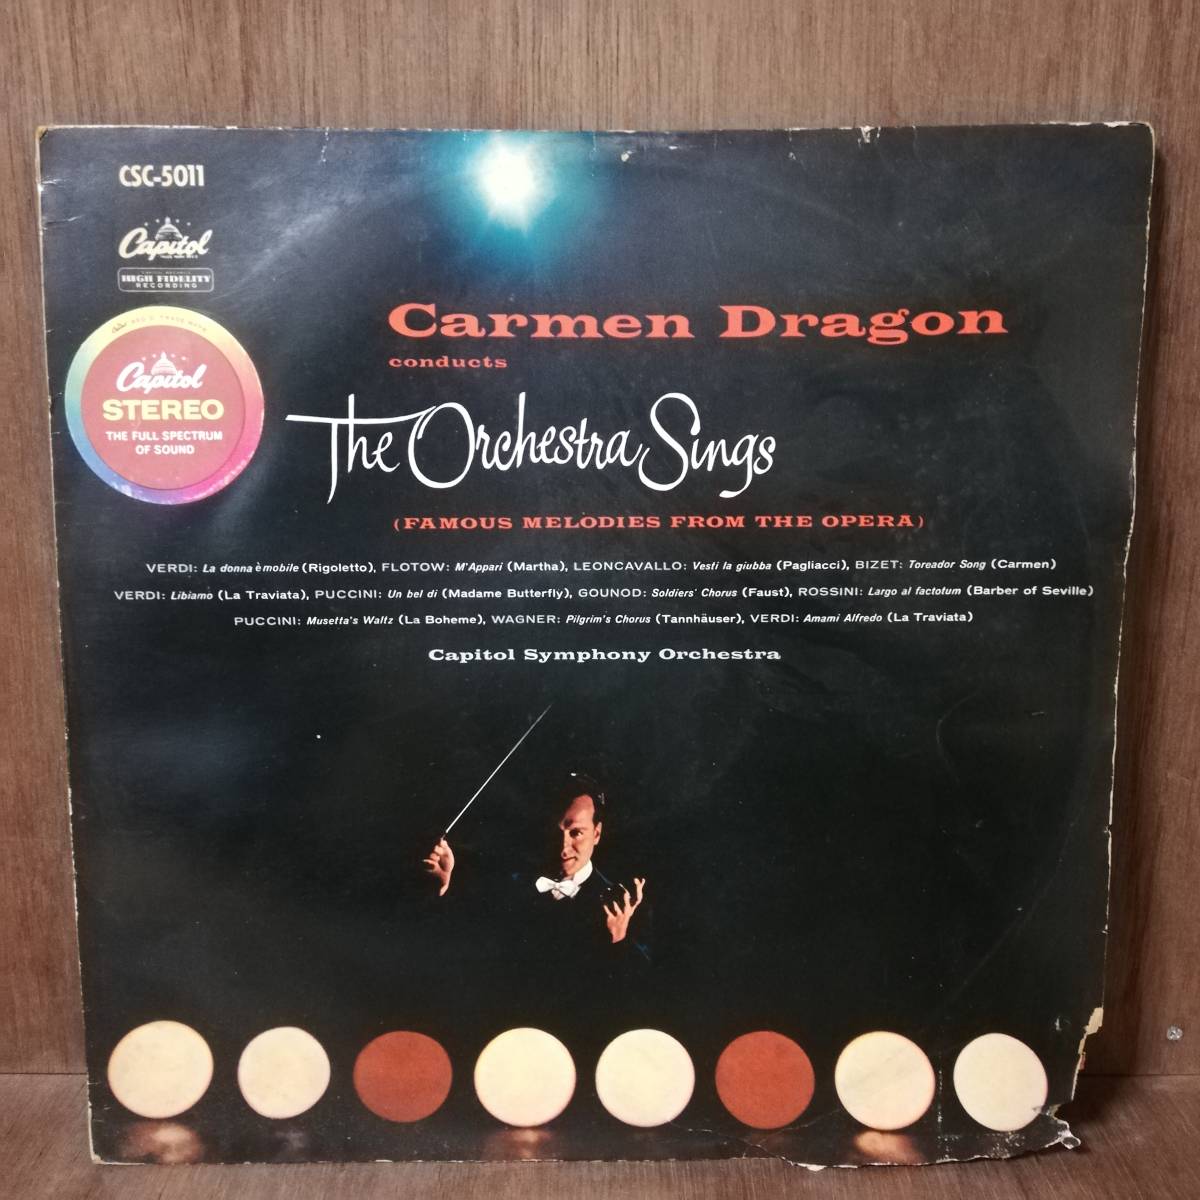 CSC-5011
Capitol
HIGH FIDELITY
RECORDING
Capitol
STEREO
THE FULL SPECTRUM
OF SOUND
Carmen Dragon
conducts
The Orchestra Sings
(FAMOUS MELODIES FROM THE OPERA)
VERDI: La donna è mobile (Rigoletto), FLOTOW: M'Appari (Martha), LEONCAVALLO: Vesti la giubba (Pagliacci), BIZET: Toreador Song (Carmen)
VERDI: Libiamo (La Traviata), PUCCINI: Un bel di (Madame Butterfly), GOUNOD: Soldiers' Chorus (Faust), ROSSINI: Largo al factotum (Barber of Seville)
PUCCINI: Musetta's Waltz (La Boheme), WAGNER: Pilgrim's Chorus (Tannhäuser), VERDI: Amami Alfredo (La Traviata)
Capitol Symphony Orchestra